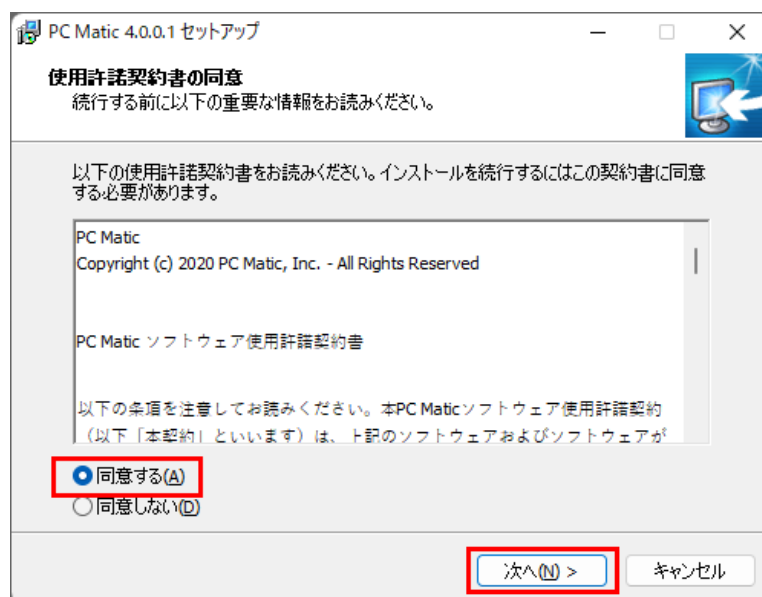 PC Matic 4.0.0.1 セットアップ
使用許諾契約書の同意
続行する前に以下の重要な情報をお読みください。
以下の使用許諾契約書をお読みください。インストールを続行するにはこの契約書に同意
する必要があります。
PC Matic
Copyright (c) 2020 PC Matic, Inc. - All Rights Reserved
PC Matic ソフトウェア使用許諾契約書
以下の条項を注意してお読みください。本PC Maticソフトウェア使用許諾契約
（以下「本契約」といいます）は、上記のソフトウェアおよびソフトウェアが
同意する(A)
同意しない(D)
次へ(N) >
キャンセル